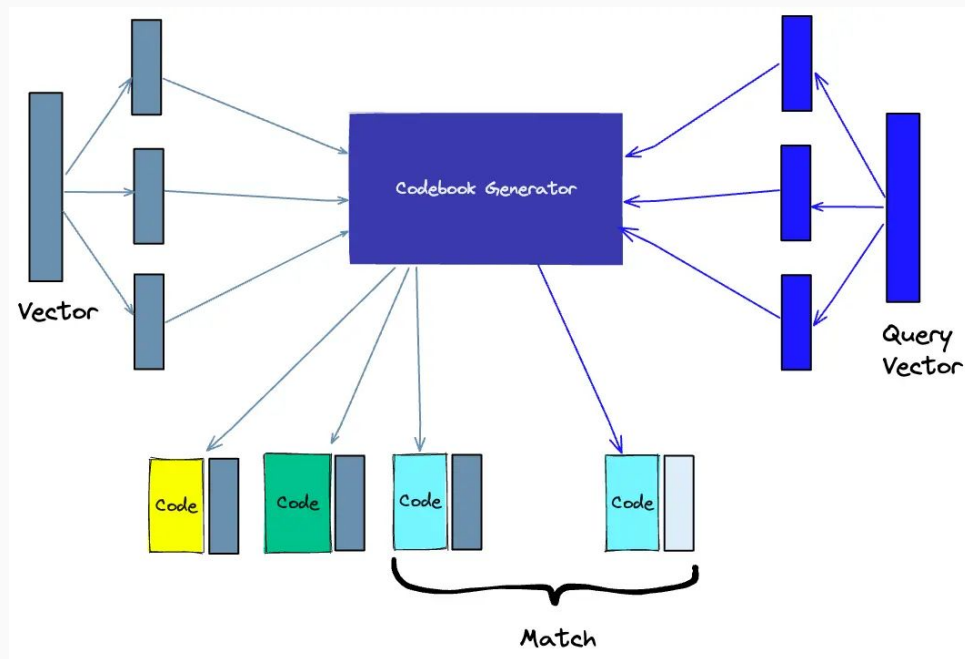 Codebook Generator
Vector
Query
Vector
Code
Code
Code
Code
Match